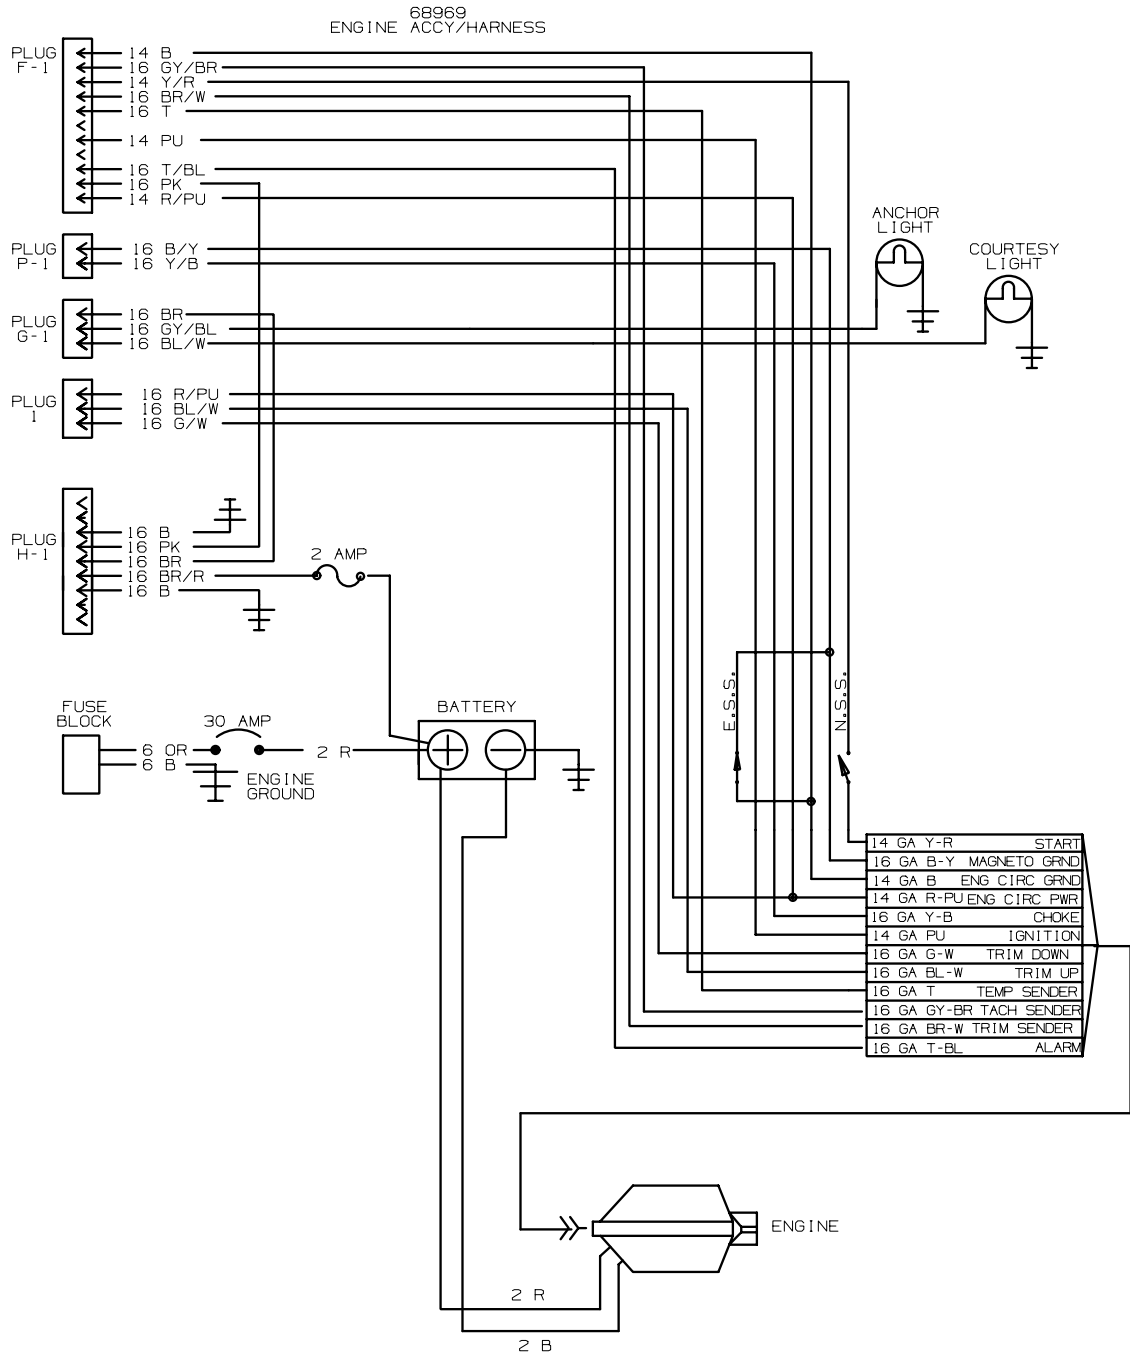 68969
ENGINE ACCY/HARNESS
PLUG
F-1
14 B
16 GY/BR
14 Y/R
16 BR/W
16 T
14 PU
16 T/BL
16 PK
14 R/PU
PLUG
P-1
16 B/Y
16 Y/B
ANCHOR
LIGHT
COURTESY
LIGHT
PLUG
G-1
16 BR
16 GY/BL
16 BL/W
PLUG
1
16 R/PU
16 BL/W
16 G/W
PLUG
H-1
16 B
16 PK
16 BR
16 BR/R
16 B
2 AMP
E.S.S.
N.S.S.
FUSE
BLOCK
30 AMP
BATTERY
6 OR
6 B
2 R
ENGINE
GROUND
14 GA Y-R START
16 GA B-Y MAGNETO GRND
14 GA B ENG CIRC GRND
14 GA R-PU ENG CIRC PWR
16 GA Y-B CHOKE
14 GA PU IGNITION
16 GA G-W TRIM DOWN
16 GA BL-W TRIM UP
16 GA T TEMP SENDER
16 GA GY-BR TACH SENDER
16 GA BR-W TRIM SENDER
16 GA T-BL ALARM
ENGINE
2 R
2 B